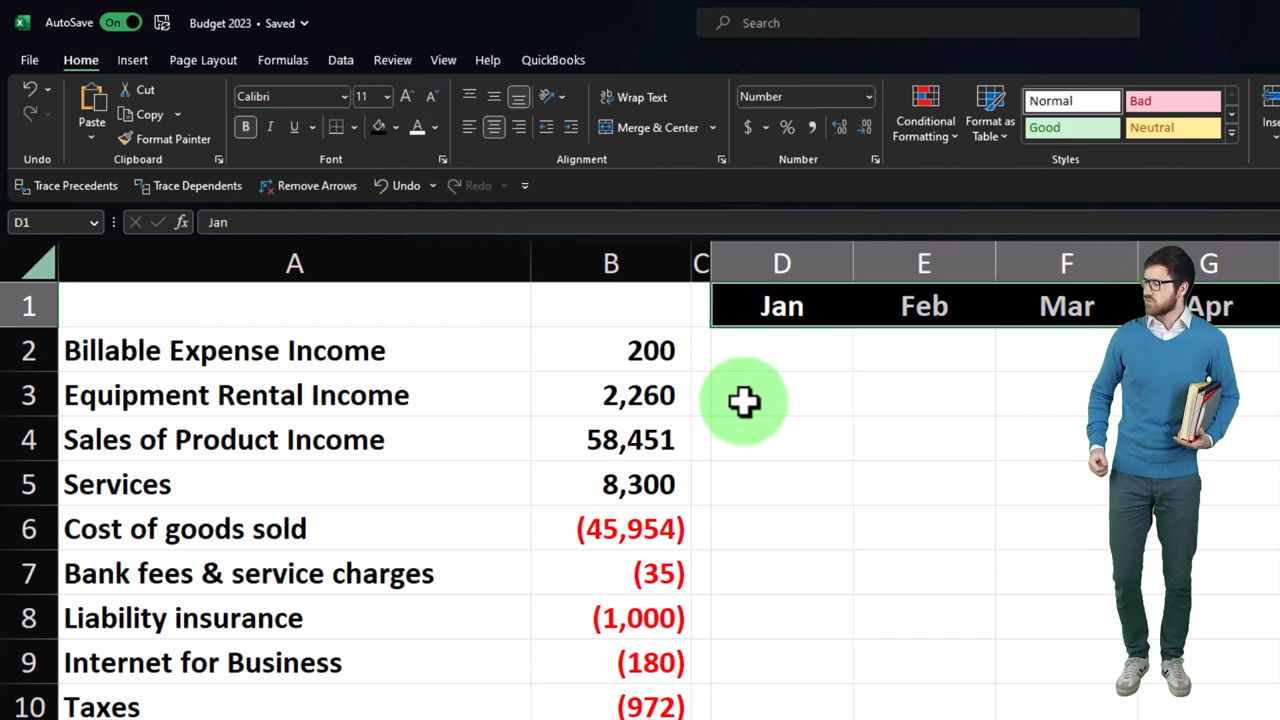 AutoSave On Budget 2023 • Saved Search
File Home Insert Page Layout Formulas Data Review View Help QuickBooks
Cut Calibri 11 Wrap Text Number Normal Bad
Paste Copy Format Painter B I U A Merge & Center $ % , Conditional Formatting Format as Table Good Neutral
Undo Clipboard Font Alignment Number Styles
Trace Precedents Trace Dependents Remove Arrows Undo Redo
D1 fx Jan
A B C D E F G
1 Jan Feb Mar Apr
2 Billable Expense Income 200
3 Equipment Rental Income 2,260
4 Sales of Product Income 58,451
5 Services 8,300
6 Cost of goods sold (45,954)
7 Bank fees & service charges (35)
8 Liability insurance (1,000)
9 Internet for Business (180)
10 Taxes (972)